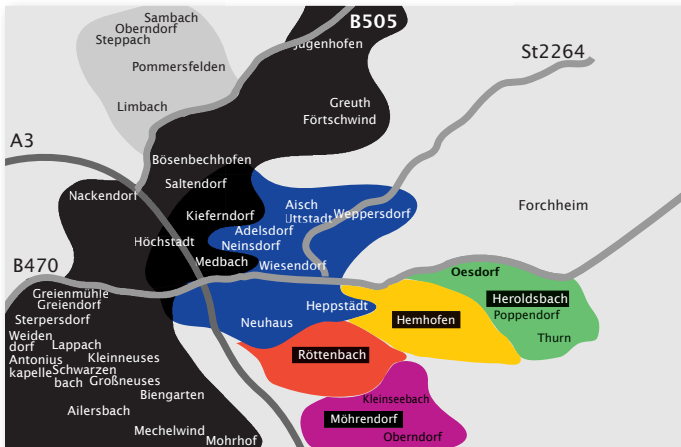 Sambach
B505
Oberndorf
Steppach
Jugenhofen
St2264
Pommersfelden
Limbach
Greuth
Förtschwind
A3
Bösenbechhofen
Saltendorf
Nackendorf
Aisch
Kieferndorf
Uttstadt
Weppersdorf
Forchheim
Adelsdorf
Höchstadt
Neinsdorf
Medbach
Wiesendorf
B470
Oesdorf
Greienmühle
Greiendorf
Heppstädt
Heroldsbach
Sterpersdorf
Neuhaus
Hemhofen
Poppendorf
Weiden
dorf
Lappach
Thurn
Antonius
kapelle
Kleinneuses
Röttenbach
Schwarzen
bach
Großneuses
Biengarten
Kleinseebach
Ailersbach
Möhrendorf
Mechelwind
Mohrhof
Oberndorf